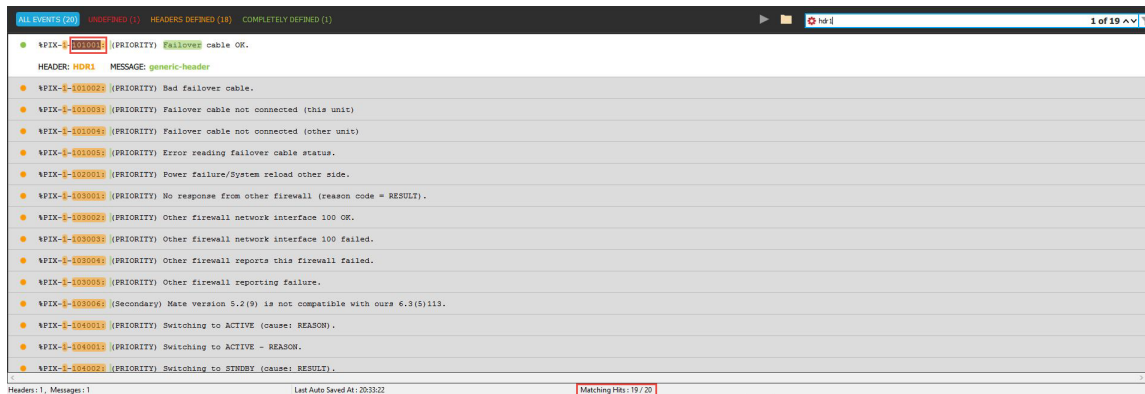 ALL EVENTS (20) UNDEFINED (1) HEADERS DEFINED (18) COMPLETELY DEFINED (1) hdr1 1 of 19
%PIX-1-101001: (PRIORITY) Failover cable OK.
HEADER: HDR1 MESSAGE: generic-header
%PIX-1-101002: (PRIORITY) Bad failover cable.
%PIX-1-101003: (PRIORITY) Failover cable not connected (this unit)
%PIX-1-101004: (PRIORITY) Failover cable not connected (other unit)
%PIX-1-101005: (PRIORITY) Error reading failover cable status.
%PIX-1-102001: (PRIORITY) Power failure/System reload other side.
%PIX-1-103001: (PRIORITY) No response from other firewall (reason code = RESULT).
%PIX-1-103002: (PRIORITY) Other firewall network interface 100 OK.
%PIX-1-103003: (PRIORITY) Other firewall network interface 100 failed.
%PIX-1-103004: (PRIORITY) Other firewall reports this firewall failed.
%PIX-1-103005: (PRIORITY) Other firewall reporting failure.
%PIX-1-103006: (Secondary) Mate version 5.2(9) is not compatible with ours 6.3(5)113.
%PIX-1-104001: (PRIORITY) Switching to ACTIVE (cause: REASON).
%PIX-1-104001: (PRIORITY) Switching to ACTIVE - REASON.
%PIX-1-104002: (PRIORITY) Switching to STNDBY (cause: RESULT).
Headers : 1 , Messages : 1 Last Auto Saved At : 20:33:22 Matching Hits : 19 / 20